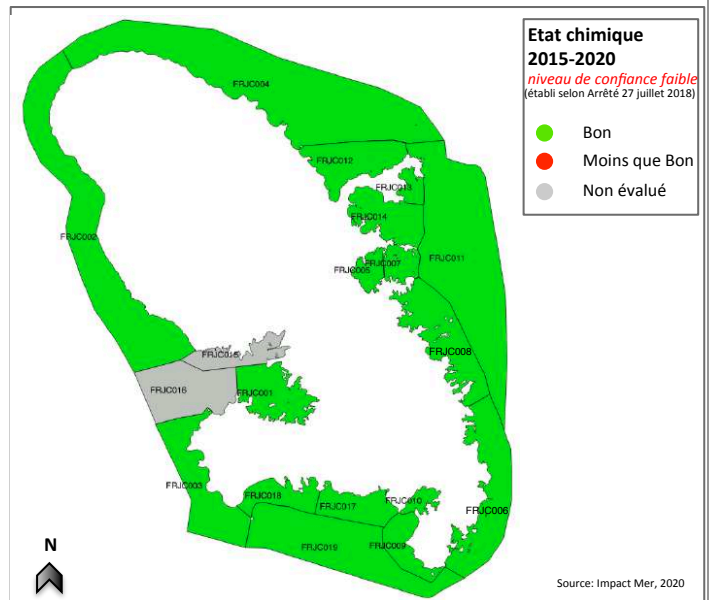 Etat chimique
2015-2020
niveau de confiance faible
(établi selon Arrêté 27 juillet 2018)
Bon
Moins que Bon
Non évalué
FRJC004
FRJC012
FRJC013
FRJC014
FRJC002
FRJC005
FRJC007
FRJC011
FRJC008
FRJC015
FRJC016
FRJC001
FRJC003
FRJC018
FRJC017
FRJC010
FRJC006
FRJC019
FRJC009
N
Source: Impact Mer, 2020